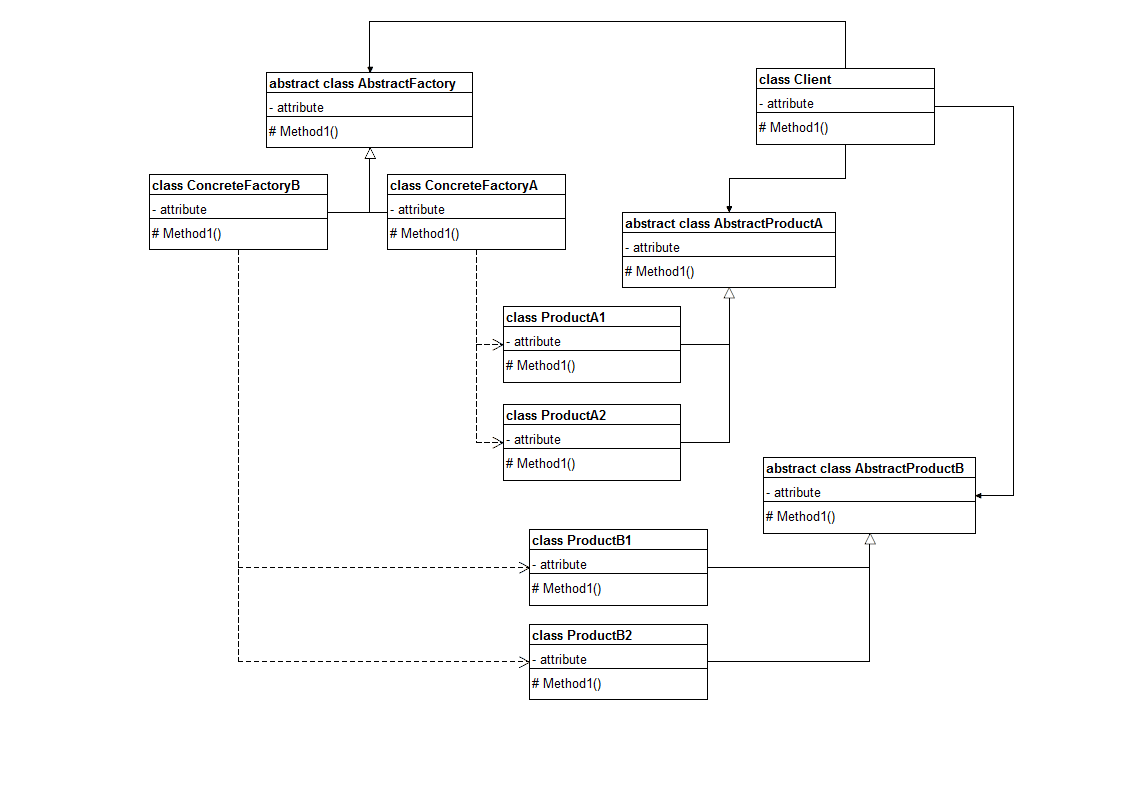 abstract class AbstractFactory
- attribute
# Method1()
class Client
- attribute
# Method1()
class ConcreteFactoryB
- attribute
# Method1()
class ConcreteFactoryA
- attribute
# Method1()
abstract class AbstractProductA
- attribute
# Method1()
class ProductA1
- attribute
# Method1()
class ProductA2
- attribute
# Method1()
abstract class AbstractProductB
- attribute
# Method1()
class ProductB1
- attribute
# Method1()
class ProductB2
- attribute
# Method1()